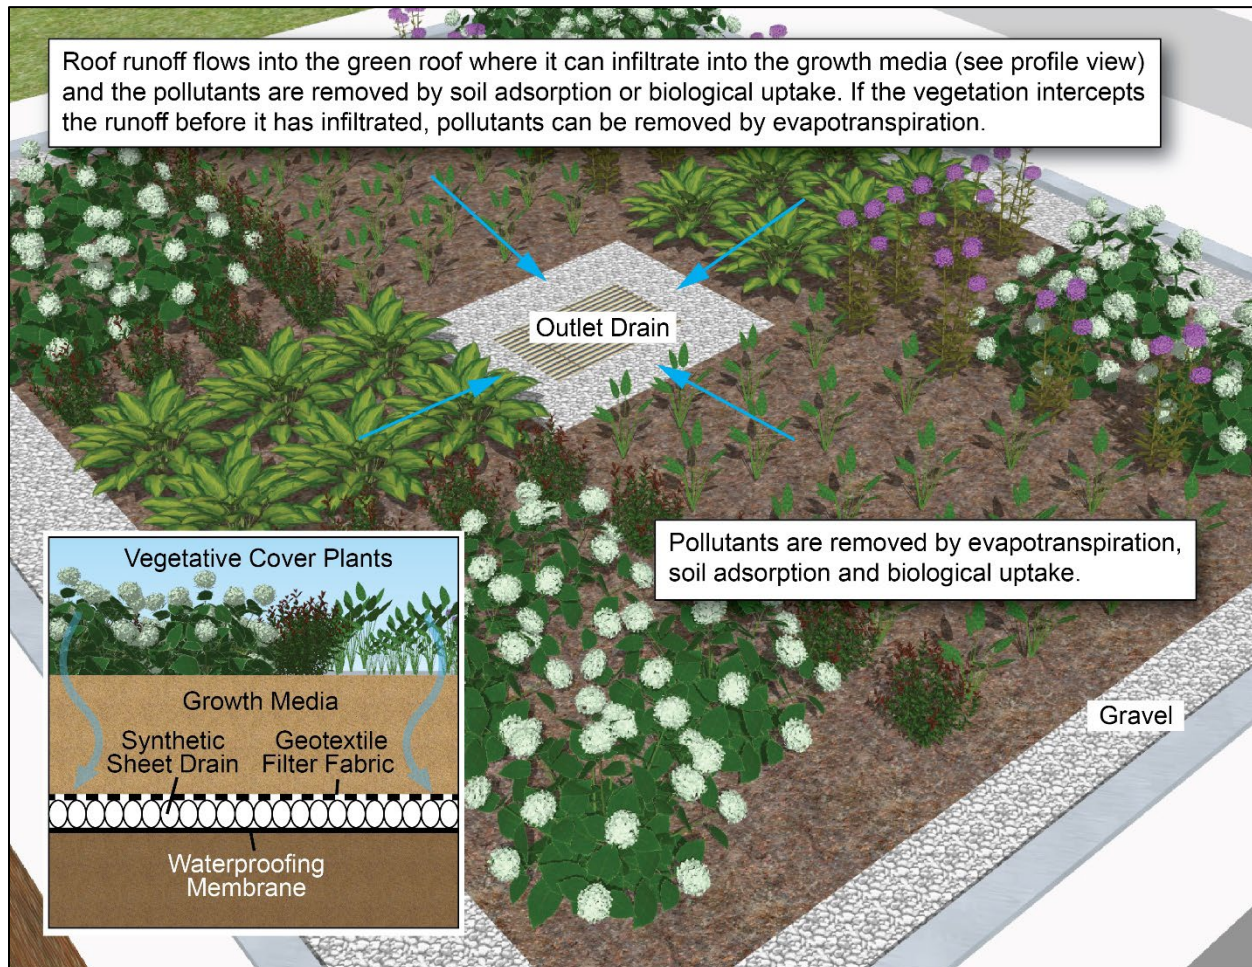 Roof runoff flows into the green roof where it can infiltrate into the growth media (see profile view)
and the pollutants are removed by soil adsorption or biological uptake. If the vegetation intercepts
the runoff before it has infiltrated, pollutants can be removed by evapotranspiration.
Outlet Drain
Pollutants are removed by evapotranspiration,
soil adsorption and biological uptake.
Gravel
Vegetative Cover Plants
Growth Media
Synthetic
Sheet Drain
Geotextile
Filter Fabric
Waterproofing
Membrane